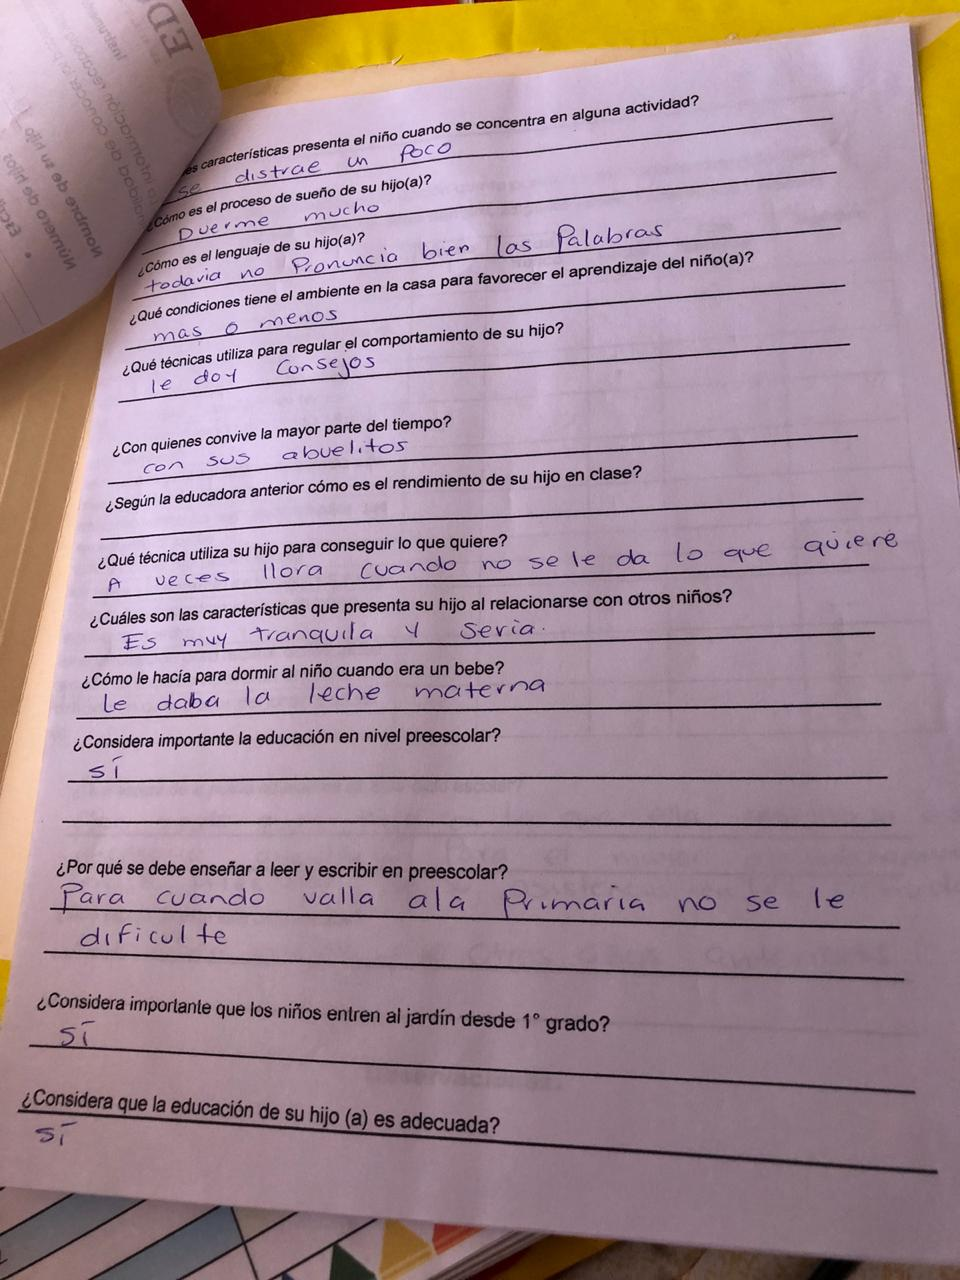 es características presenta el niño cuando se concentra en alguna actividad?
se distrae un poco
¿Cómo es el proceso de sueño de su hijo(a)?
Duerme mucho
¿Cómo es el lenguaje de su hijo(a)?
todavia no Pronuncia bien las Palabras
¿Qué condiciones tiene el ambiente en la casa para favorecer el aprendizaje del niño(a)?
mas o menos
¿Qué técnicas utiliza para regular el comportamiento de su hijo?
le doy Consejos
¿Con quienes convive la mayor parte del tiempo?
con sus abuelitos
¿Según la educadora anterior cómo es el rendimiento de su hijo en clase?
¿Qué técnica utiliza su hijo para conseguir lo que quiere?
A veces llora cuando no se le da lo que quiere
¿Cuáles son las características que presenta su hijo al relacionarse con otros niños?
Es muy tranquila y seria.
¿Cómo le hacía para dormir al niño cuando era un bebe?
Le daba la leche materna
¿Considera importante la educación en nivel preescolar?
sí
¿Por qué se debe enseñar a leer y escribir en preescolar?
Para cuando valla ala Primaria no se le
dificulte
¿Considera importante que los niños entren al jardín desde 1° grado?
sí
¿Considera que la educación de su hijo (a) es adecuada?
sí
ED
Nombre de su hijo
Número de hijos